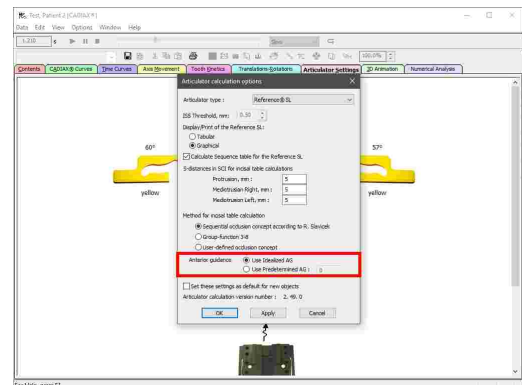 Test, Patient 2 [CADIAX®]
Data Edit View Options Window Help
1.210 s
New
100.0%
Contents CADIAX® Curves Time Curves Axis Movement Tooth Kinetics Translations-Rotations Articulator Settings 3D Animation Numerical Analysis
Articulator calculation options
Articulator type : Reference® SL
ISS Threshold, mm: 0.50
Display/Print of the Reference SL:
Tabular
Graphical
60°
57°
Calculate Sequence table for the Reference SL
S-distances in SCI for incisal table calculations
Protrusion, mm : 5
yellow
yellow
Mediotrusion Right, mm : 5
Mediotrusion Left, mm : 5
Method for incisal table calculation
Sequential occlusion concept according to R. Slavicek
Group-function 3-8
User-defined occlusion concept
Anterior guidance: Use Idealized AG
Use Predetermined AG : 0
Set these settings as default for new objects
Articulator calculation version number : 2. 49. 0
OK Apply Cancel